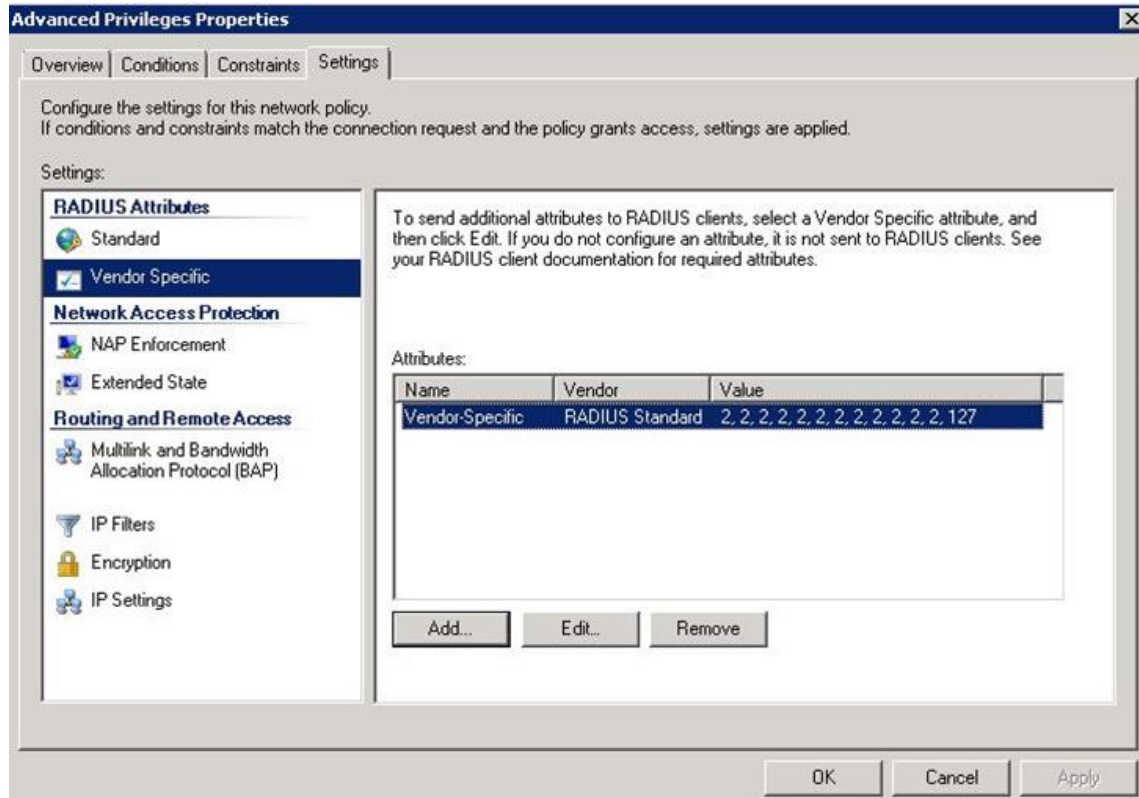 Advanced Privileges Properties
Overview
Conditions
Constraints
Settings
Configure the settings for this network policy.
If conditions and constraints match the connection request and the policy grants access, settings are applied.
Settings:
RADIUS Attributes
Standard
Vendor Specific
Network Access Protection
NAP Enforcement
Extended State
Routing and Remote Access
Multilink and Bandwidth
Allocation Protocol (BAP)
IP Filters
Encryption
IP Settings
To send additional attributes to RADIUS clients, select a Vendor Specific attribute, and
then click Edit. If you do not configure an attribute, it is not sent to RADIUS clients. See
your RADIUS client documentation for required attributes.
Attributes:
Name Vendor Value
Vendor-Specific RADIUS Standard 2, 2, 2, 2, 2, 2, 2, 2, 2, 2, 2, 2, 127
Add...
Edit...
Remove
OK
Cancel
Apply